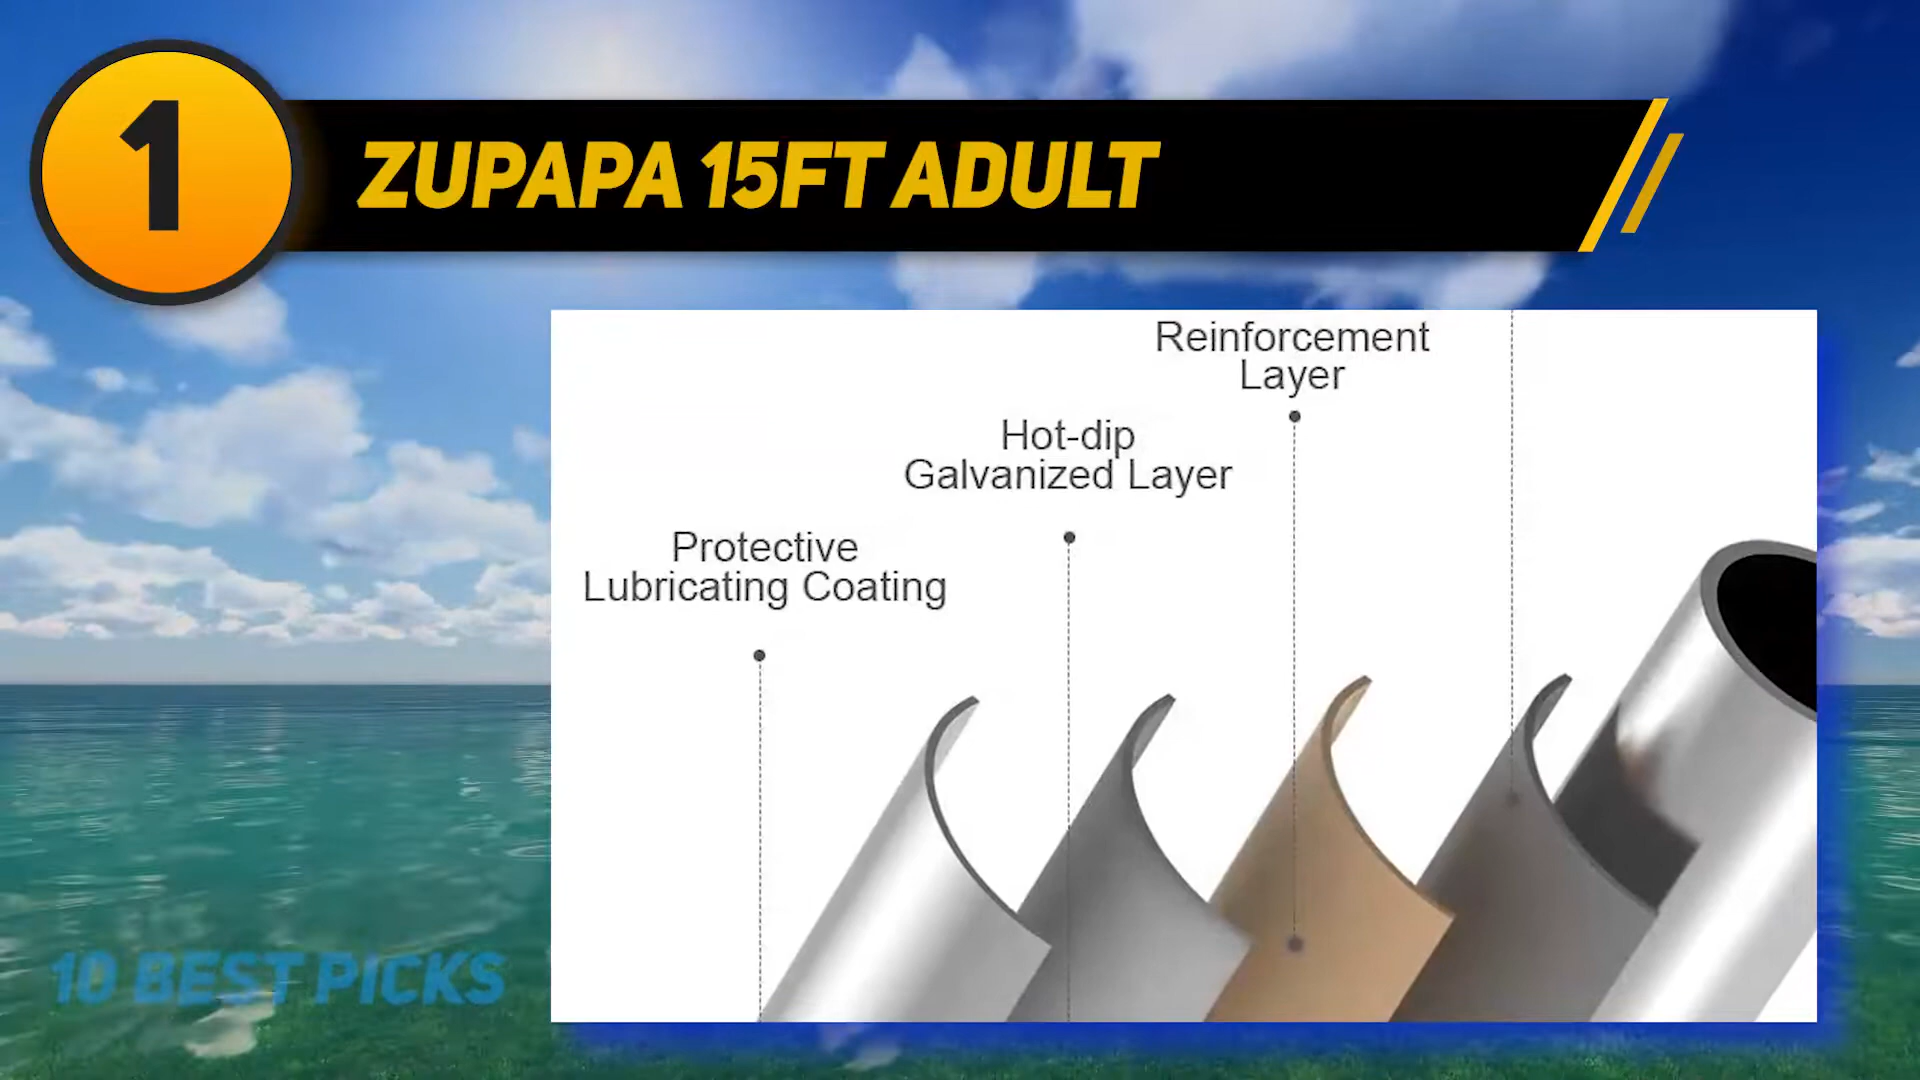 1
ZUPAPA 15FT ADULT
Reinforcement
Layer
Hot-dip
Galvanized Layer
Protective
Lubricating Coating
10 BEST PICKS